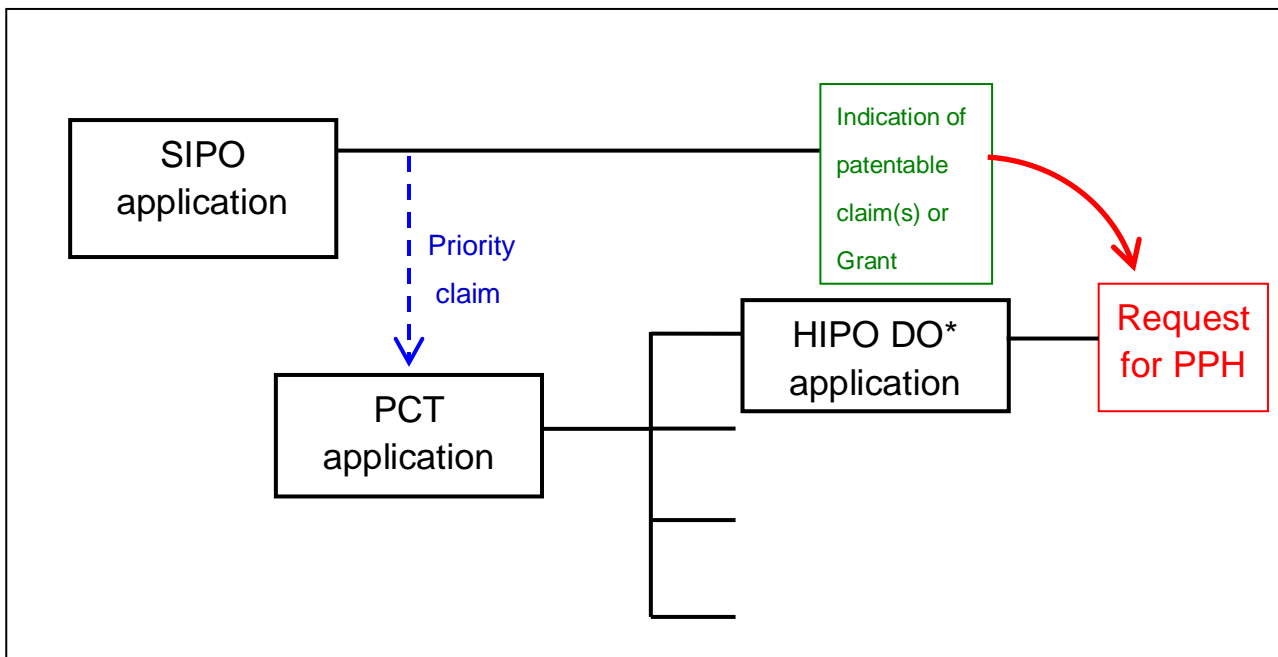 SIPO
application
Indication of
patentable
claim(s) or
Grant
Priority
claim
HIPO DO*
application
Request
for PPH
PCT
application